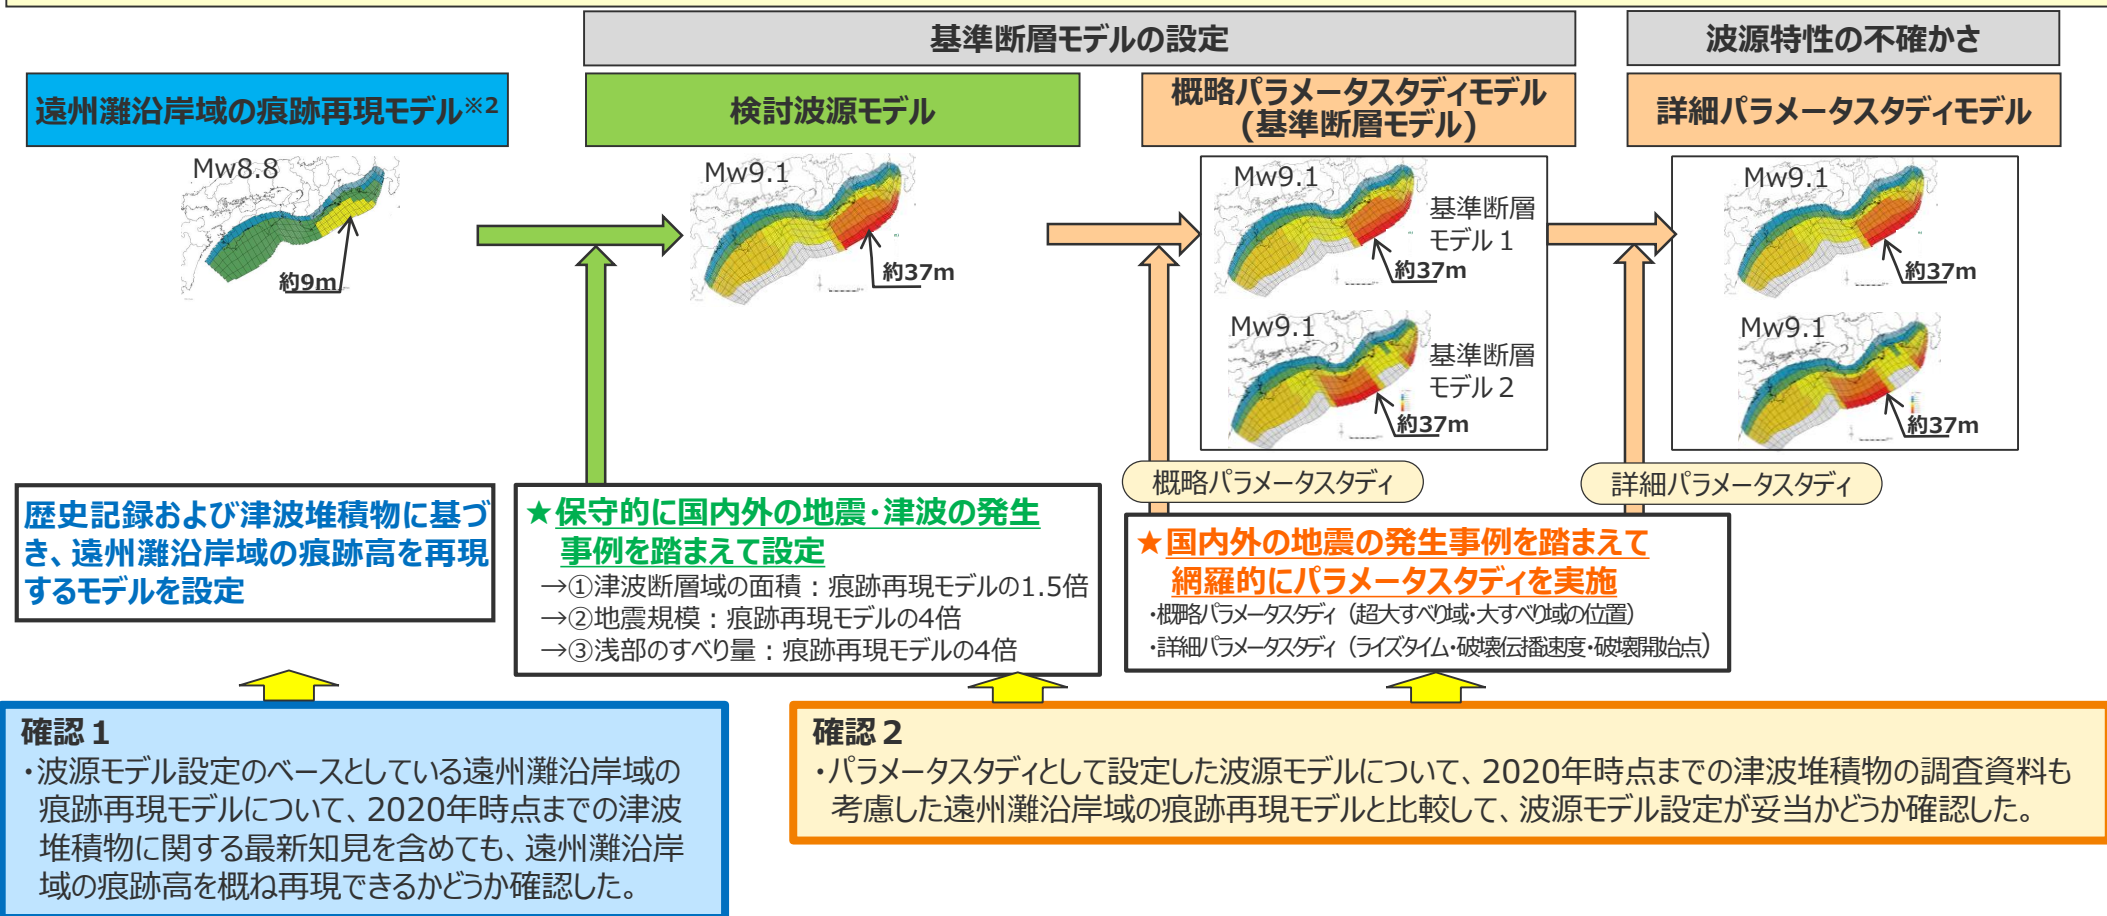 基準断層モデルの設定
波源特性の不確かさ
遠州灘沿岸域の痕跡再現モデル※2
検討波源モデル
概略パラメータスタディモデル
(基準断層モデル)
詳細パラメータスタディモデル
Mw8.8
約9m
Mw9.1
約37m
Mw9.1
基準断層
モデル1
約37m
Mw9.1
基準断層
モデル2
約37m
Mw9.1
約37m
Mw9.1
約37m
概略パラメータスタディ
詳細パラメータスタディ
歴史記録および津波堆積物に基づ
き、遠州灘沿岸域の痕跡高を再現
するモデルを設定
★保守的に国内外の地震・津波の発生
事例を踏まえて設定
→①津波断層域の面積：痕跡再現モデルの1.5倍
→②地震規模：痕跡再現モデルの4倍
→③浅部のすべり量：痕跡再現モデルの4倍
★国内外の地震の発生事例を踏まえて
網羅的にパラメータスタディを実施
・概略パラメータスタディ（超大すべり域・大すべり域の位置）
・詳細パラメータスタディ（ライズタイム・破壊伝播速度・破壊開始点）
確認1
・波源モデル設定のベースとしている遠州灘沿岸域の
痕跡再現モデルについて、2020年時点までの津波
堆積物に関する最新知見を含めても、遠州灘沿岸
域の痕跡高を概ね再現できるかどうか確認した。
確認2
・パラメータスタディとして設定した波源モデルについて、2020年時点までの津波堆積物の調査資料も
考慮した遠州灘沿岸域の痕跡再現モデルと比較して、波源モデル設定が妥当かどうか確認した。